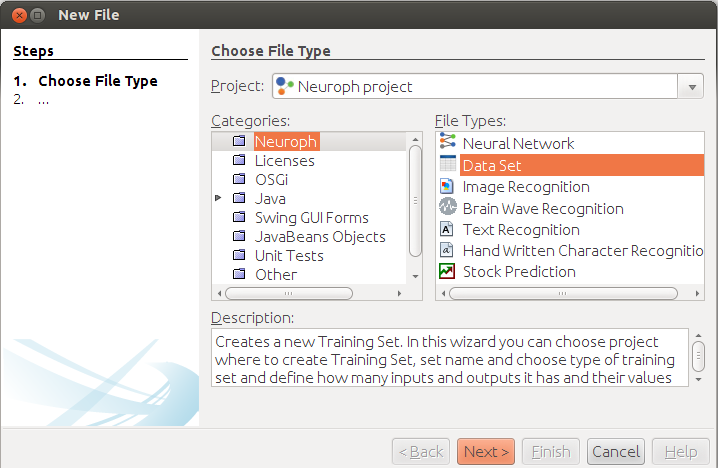 New File
Steps
1. Choose File Type
2. ...
Choose File Type
Project: Neuroph project
Categories:
Neuroph
Licenses
OSGi
Java
Swing GUI Forms
JavaBeans Objects
Unit Tests
Other
File Types:
Neural Network
Data Set
Image Recognition
Brain Wave Recognition
Text Recognition
Hand Written Character Recognitio
Stock Prediction
Description:
Creates a new Training Set. In this wizard you can choose project
where to create Training Set, set name and choose type of training
set and define how many inputs and outputs it has and their values
< Back Next > Finish Cancel Help